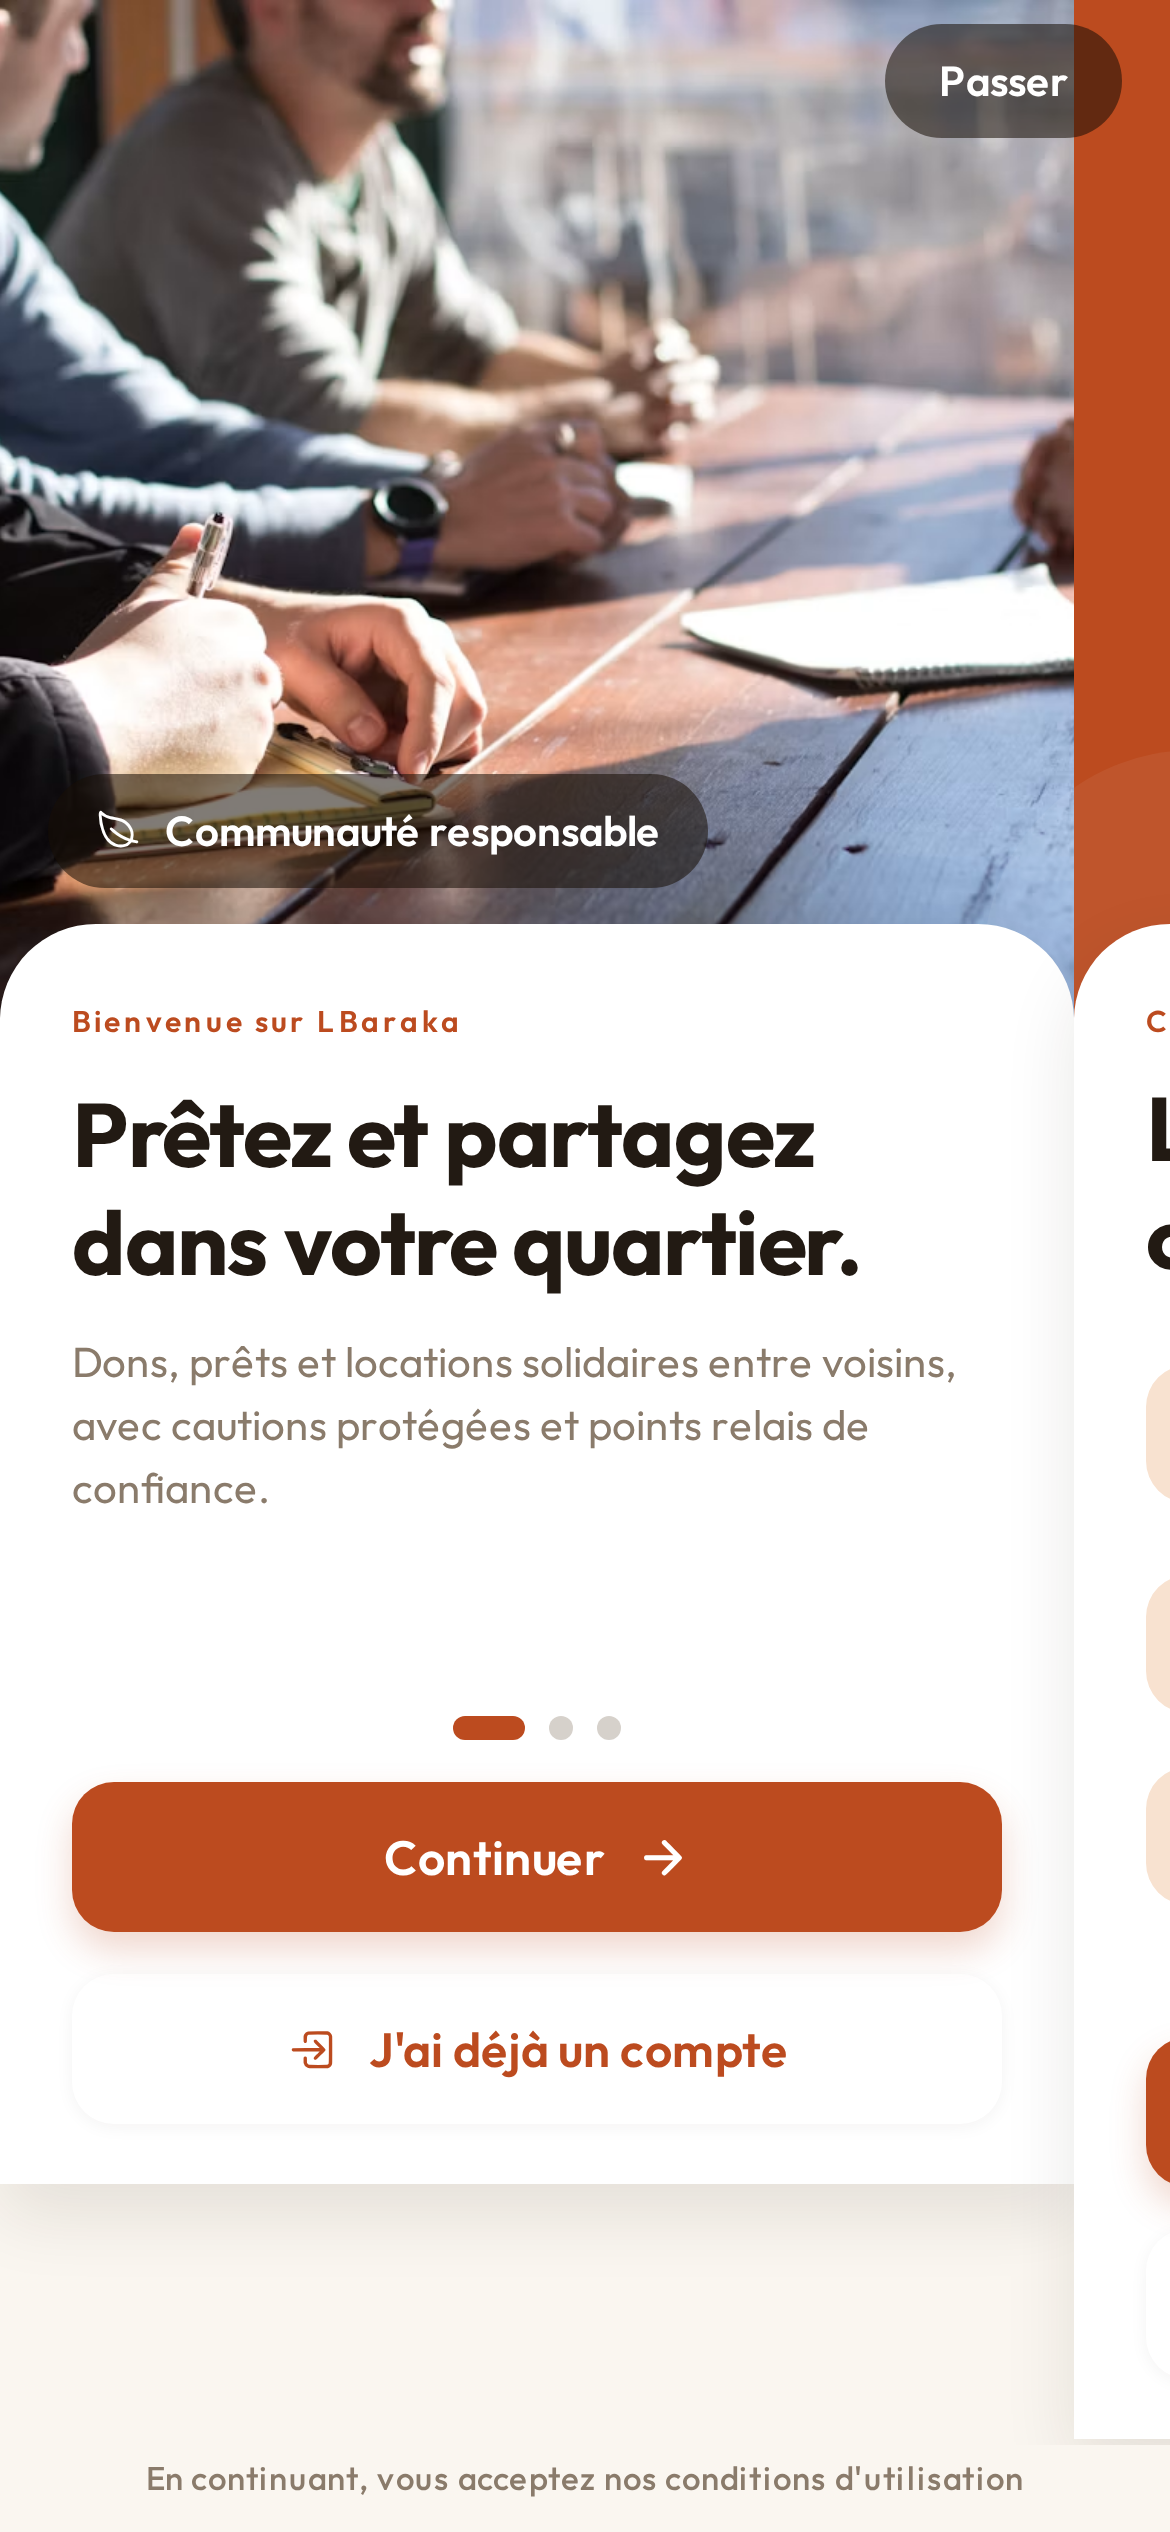 Passer
Communauté responsable
Bienvenue sur LBaraka
Prêtez et partagez
dans votre quartier.
Dons, prêts et locations solidaires entre voisins,
avec cautions protégées et points relais de
confiance.
Continuer
J'ai déjà un compte
En continuant, vous acceptez nos conditions d'utilisation